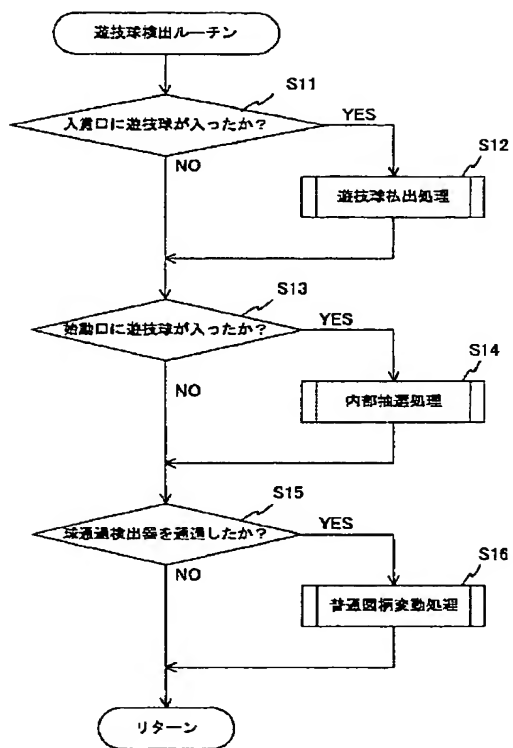 遊技球検出ルーチン
S11
入賞口に遊技球が入ったか？
YES
S12
NO
遊技球払出処理
S13
始動口に遊技球が入ったか？
YES
S14
NO
内部抽選処理
S15
球通過検出器を通過したか？
YES
S16
NO
普通図柄変動処理
リターン